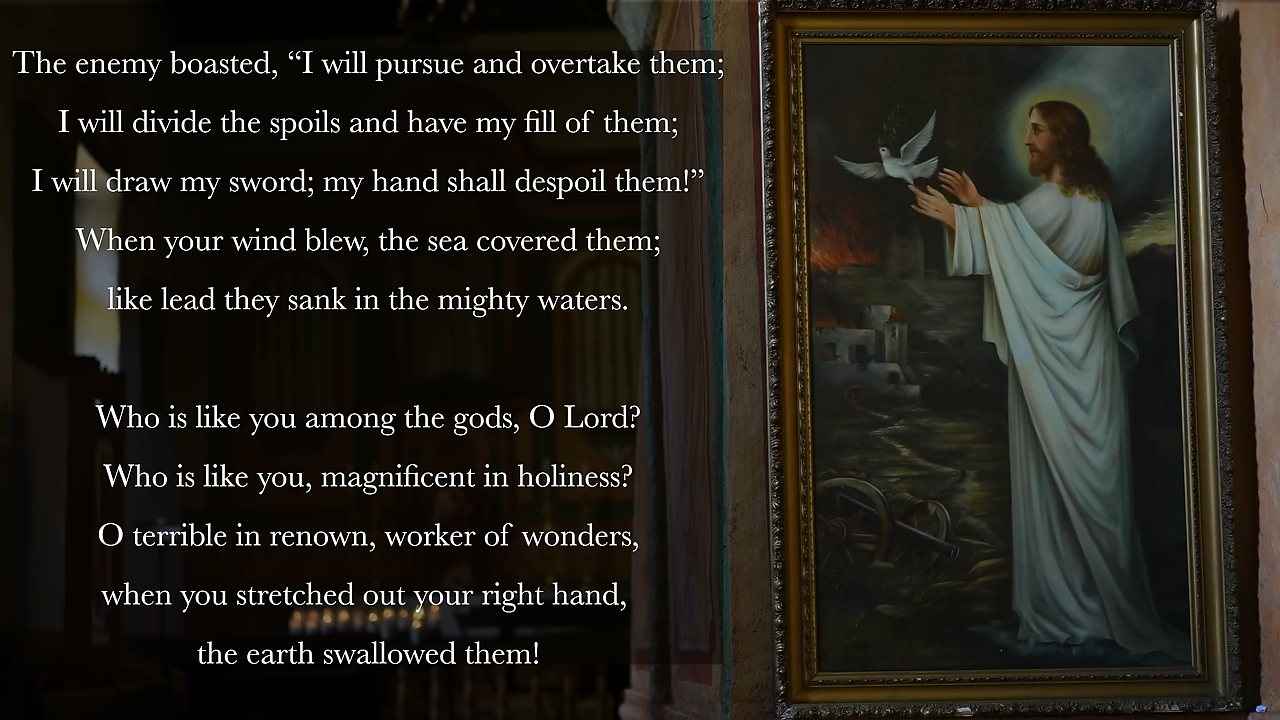 The enemy boasted, “I will pursue and overtake them;
I will divide the spoils and have my fill of them;
I will draw my sword; my hand shall despoil them!”
When your wind blew, the sea covered them;
like lead they sank in the mighty waters.
Who is like you among the gods, O Lord?
Who is like you, magnificent in holiness?
O terrible in renown, worker of wonders,
when you stretched out your right hand,
the earth swallowed them!